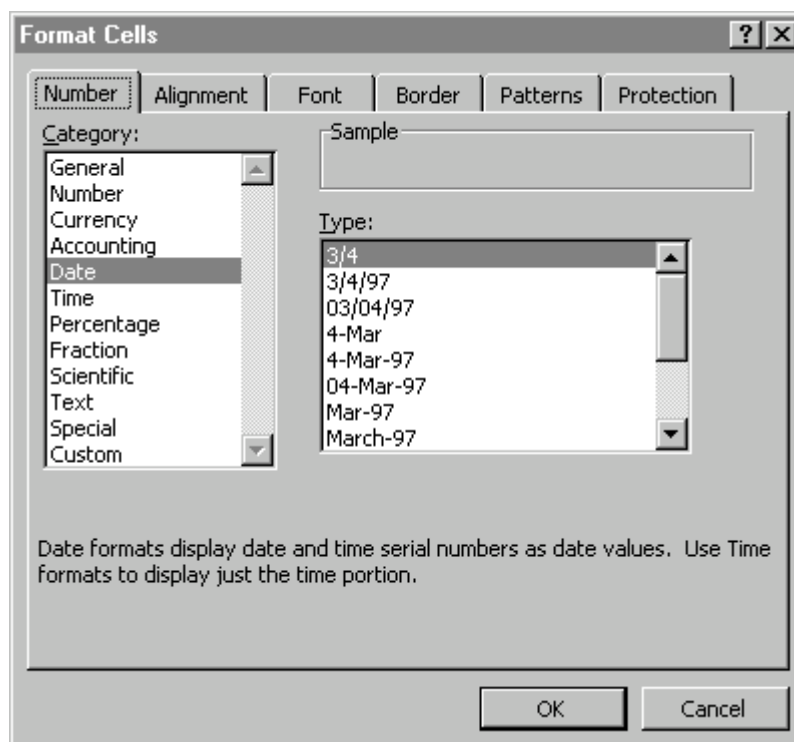 Format Cells
Number Alignment Font Border Patterns Protection
Category:
General
Number
Currency
Accounting
Date
Time
Percentage
Fraction
Scientific
Text
Special
Custom
Sample
Type:
3/4
3/4/97
03/04/97
4-Mar
4-Mar-97
04-Mar-97
Mar-97
March-97
Date formats display date and time serial numbers as date values. Use Time
formats to display just the time portion.
OK Cancel